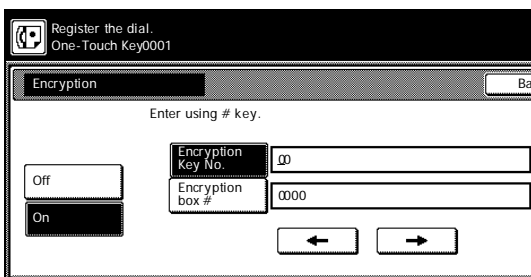 Register the dial.
One-Touch Key0001
Encryption
Ba
Enter using # key.
Encryption
Key No.
00
Off
Encryption
box #
0000
On